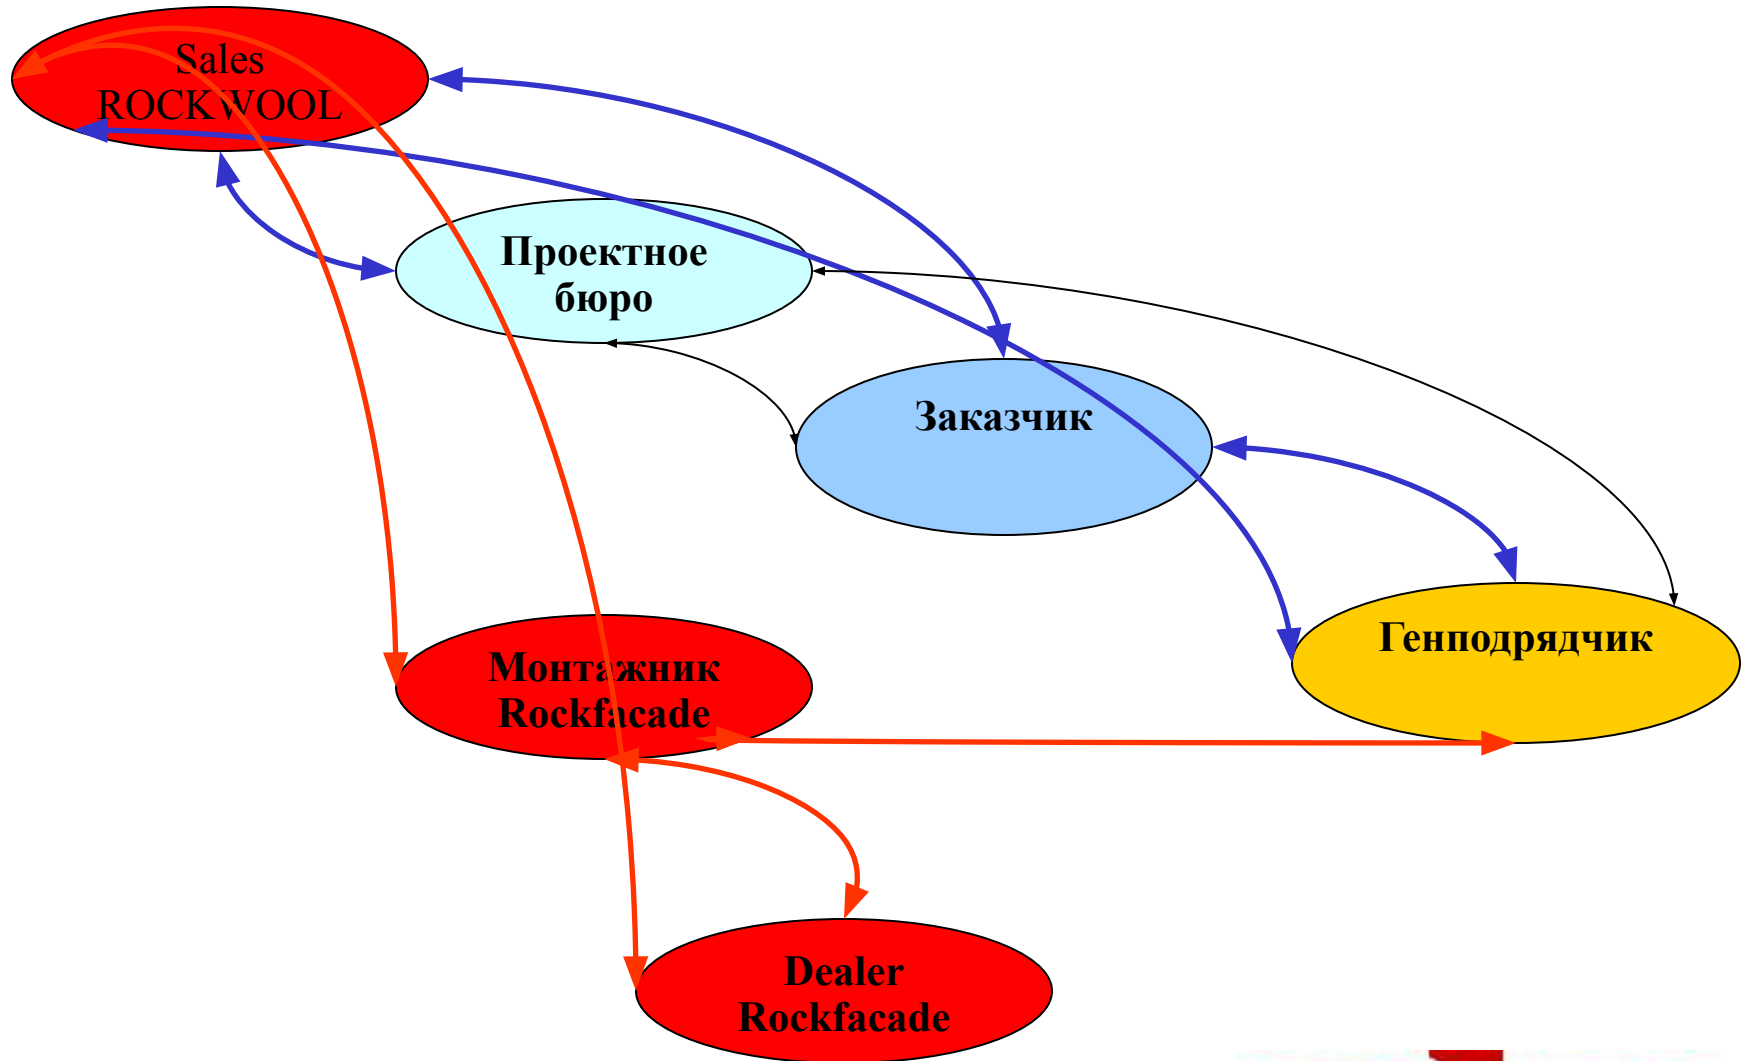 Sales
ROCKWOOL
Проектное
бюро
Заказчик
Генподрядчик
Монтажник
Rockfacade
Dealer
Rockfacade